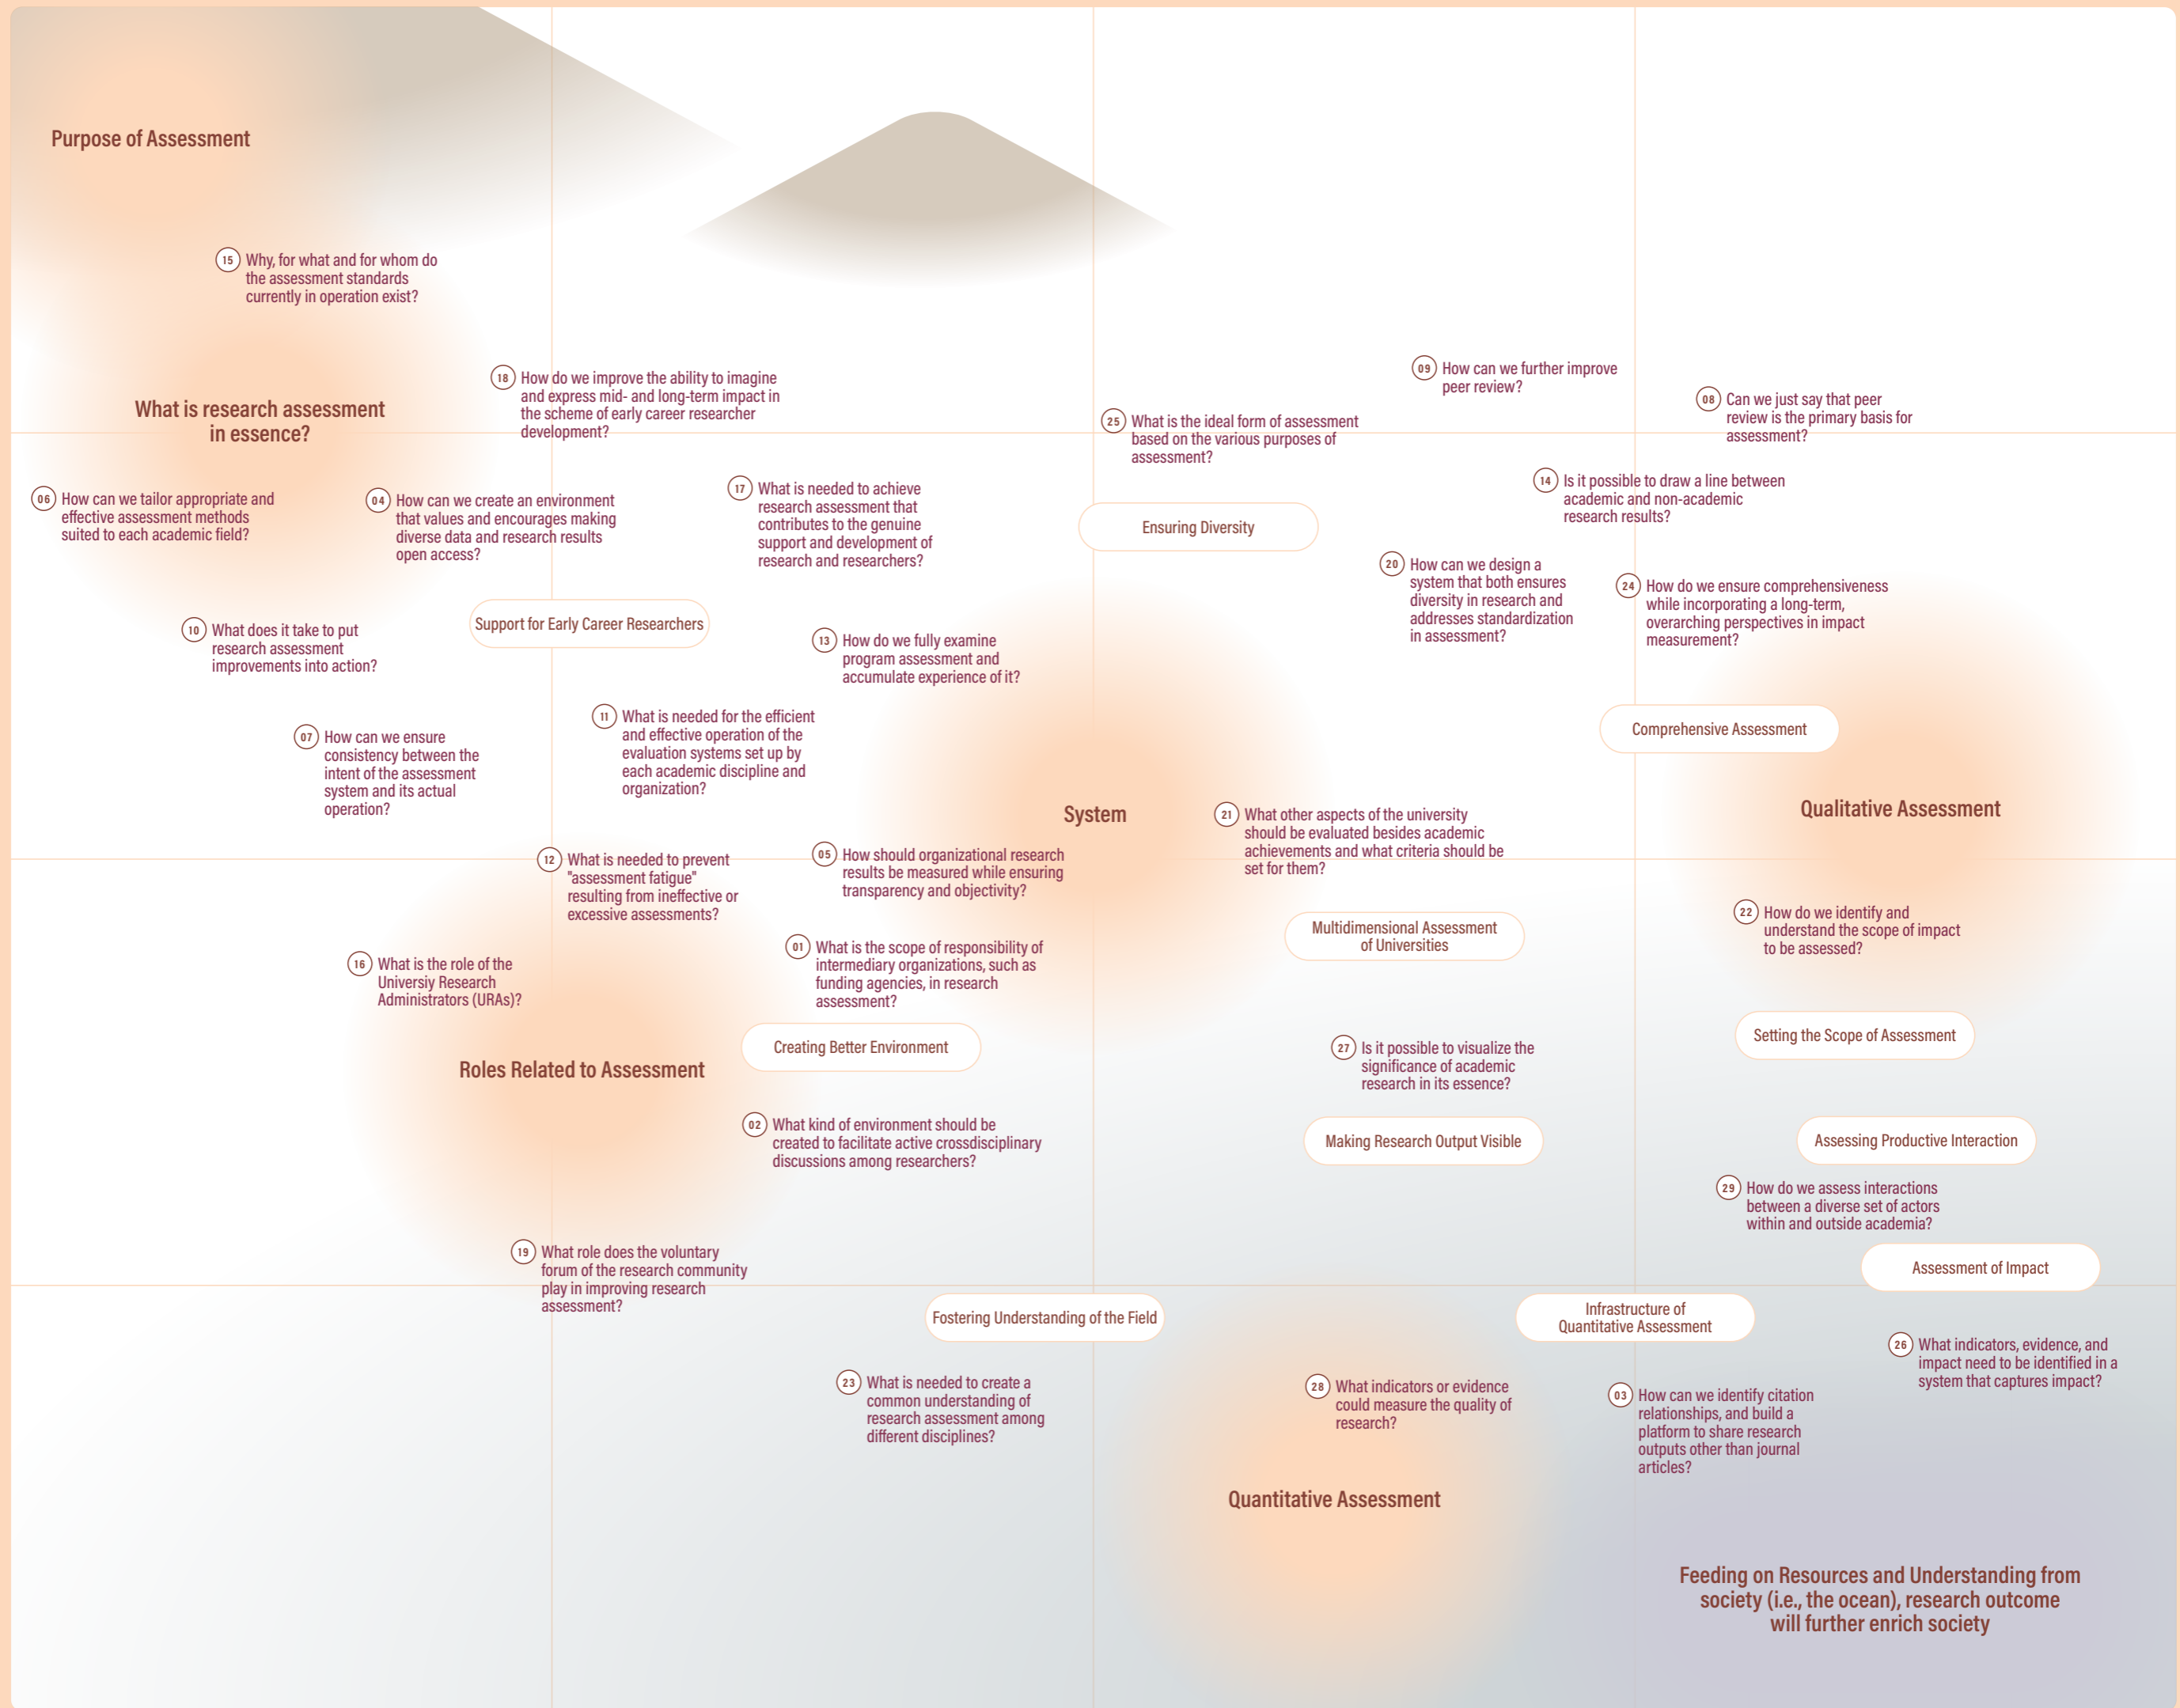 Purpose of Assessment
15
Why, for what and for whom do
the assessment standards
currently in operation exist?
What is research assessment
in essence?
18
How do we improve the ability to imagine
and express mid- and long-term impact in
the scheme of early career researcher
development?
09
How can we further improve
peer review?
08
Can we just say that peer
review is the primary basis for
assessment?
25
What is the ideal form of assessment
based on the various purposes of
assessment?
06
How can we tailor appropriate and
effective assessment methods
suited to each academic field?
04
How can we create an environment
that values and encourages making
diverse data and research results
open access?
17
What is needed to achieve
research assessment that
contributes to the genuine
support and development of
research and researchers?
Ensuring Diversity
14
Is it possible to draw a line between
academic and non-academic
research results?
20
How can we design a
system that both ensures
diversity in research and
addresses standardization
in assessment?
24
How do we ensure comprehensiveness
while incorporating a long-term,
overarching perspectives in impact
measurement?
10
What does it take to put
research assessment
improvements into action?
Support for Early Career Researchers
13
How do we fully examine
program assessment and
accumulate experience of it?
07
How can we ensure
consistency between the
intent of the assessment
system and its actual
operation?
11
What is needed for the efficient
and effective operation of the
evaluation systems set up by
each academic discipline and
organization?
Comprehensive Assessment
System
21
What other aspects of the university
should be evaluated besides academic
achievements and what criteria should be
set for them?
Qualitative Assessment
12
What is needed to prevent
"assessment fatigue"
resulting from ineffective or
excessive assessments?
05
How should organizational research
results be measured while ensuring
transparency and objectivity?
Multidimensional Assessment
of Universities
22
How do we identify and
understand the scope of impact
to be assessed?
16
What is the role of the
Universiy Research
Administrators (URAs)?
01
What is the scope of responsibility of
intermediary organizations, such as
funding agencies, in research
assessment?
Creating Better Environment
Roles Related to Assessment
27
Is it possible to visualize the
significance of academic
research in its essence?
Setting the Scope of Assessment
02
What kind of environment should be
created to facilitate active crossdisciplinary
discussions among researchers?
Making Research Output Visible
Assessing Productive Interaction
29
How do we assess interactions
between a diverse set of actors
within and outside academia?
19
What role does the voluntary
forum of the research community
play in improving research
assessment?
Assessment of Impact
Fostering Understanding of the Field
Infrastructure of
Quantitative Assessment
26
What indicators, evidence, and
impact need to be identified in a
system that captures impact?
23
What is needed to create a
common understanding of
research assessment among
different disciplines?
28
What indicators or evidence
could measure the quality of
research?
03
How can we identify citation
relationships, and build a
platform to share research
outputs other than journal
articles?
Quantitative Assessment
Feeding on Resources and Understanding from
society (i.e., the ocean), research outcome
will further enrich society